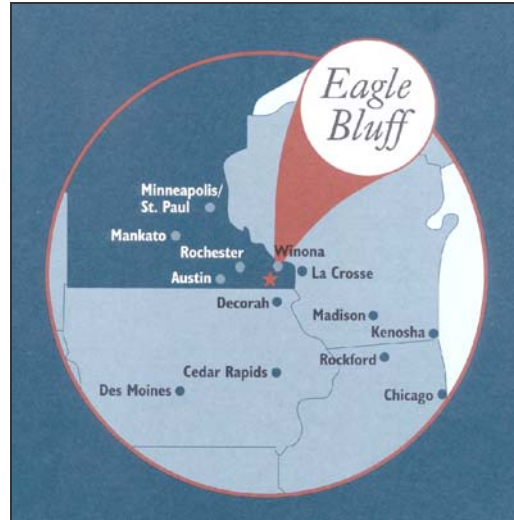 Eagle
Bluff
Minneapolis/
St. Paul
Mankato
Rochester
Winona
Austin
La Crosse
Decorah
Madison
Kenosha
Rockford
Cedar Rapids
Des Moines
Chicago